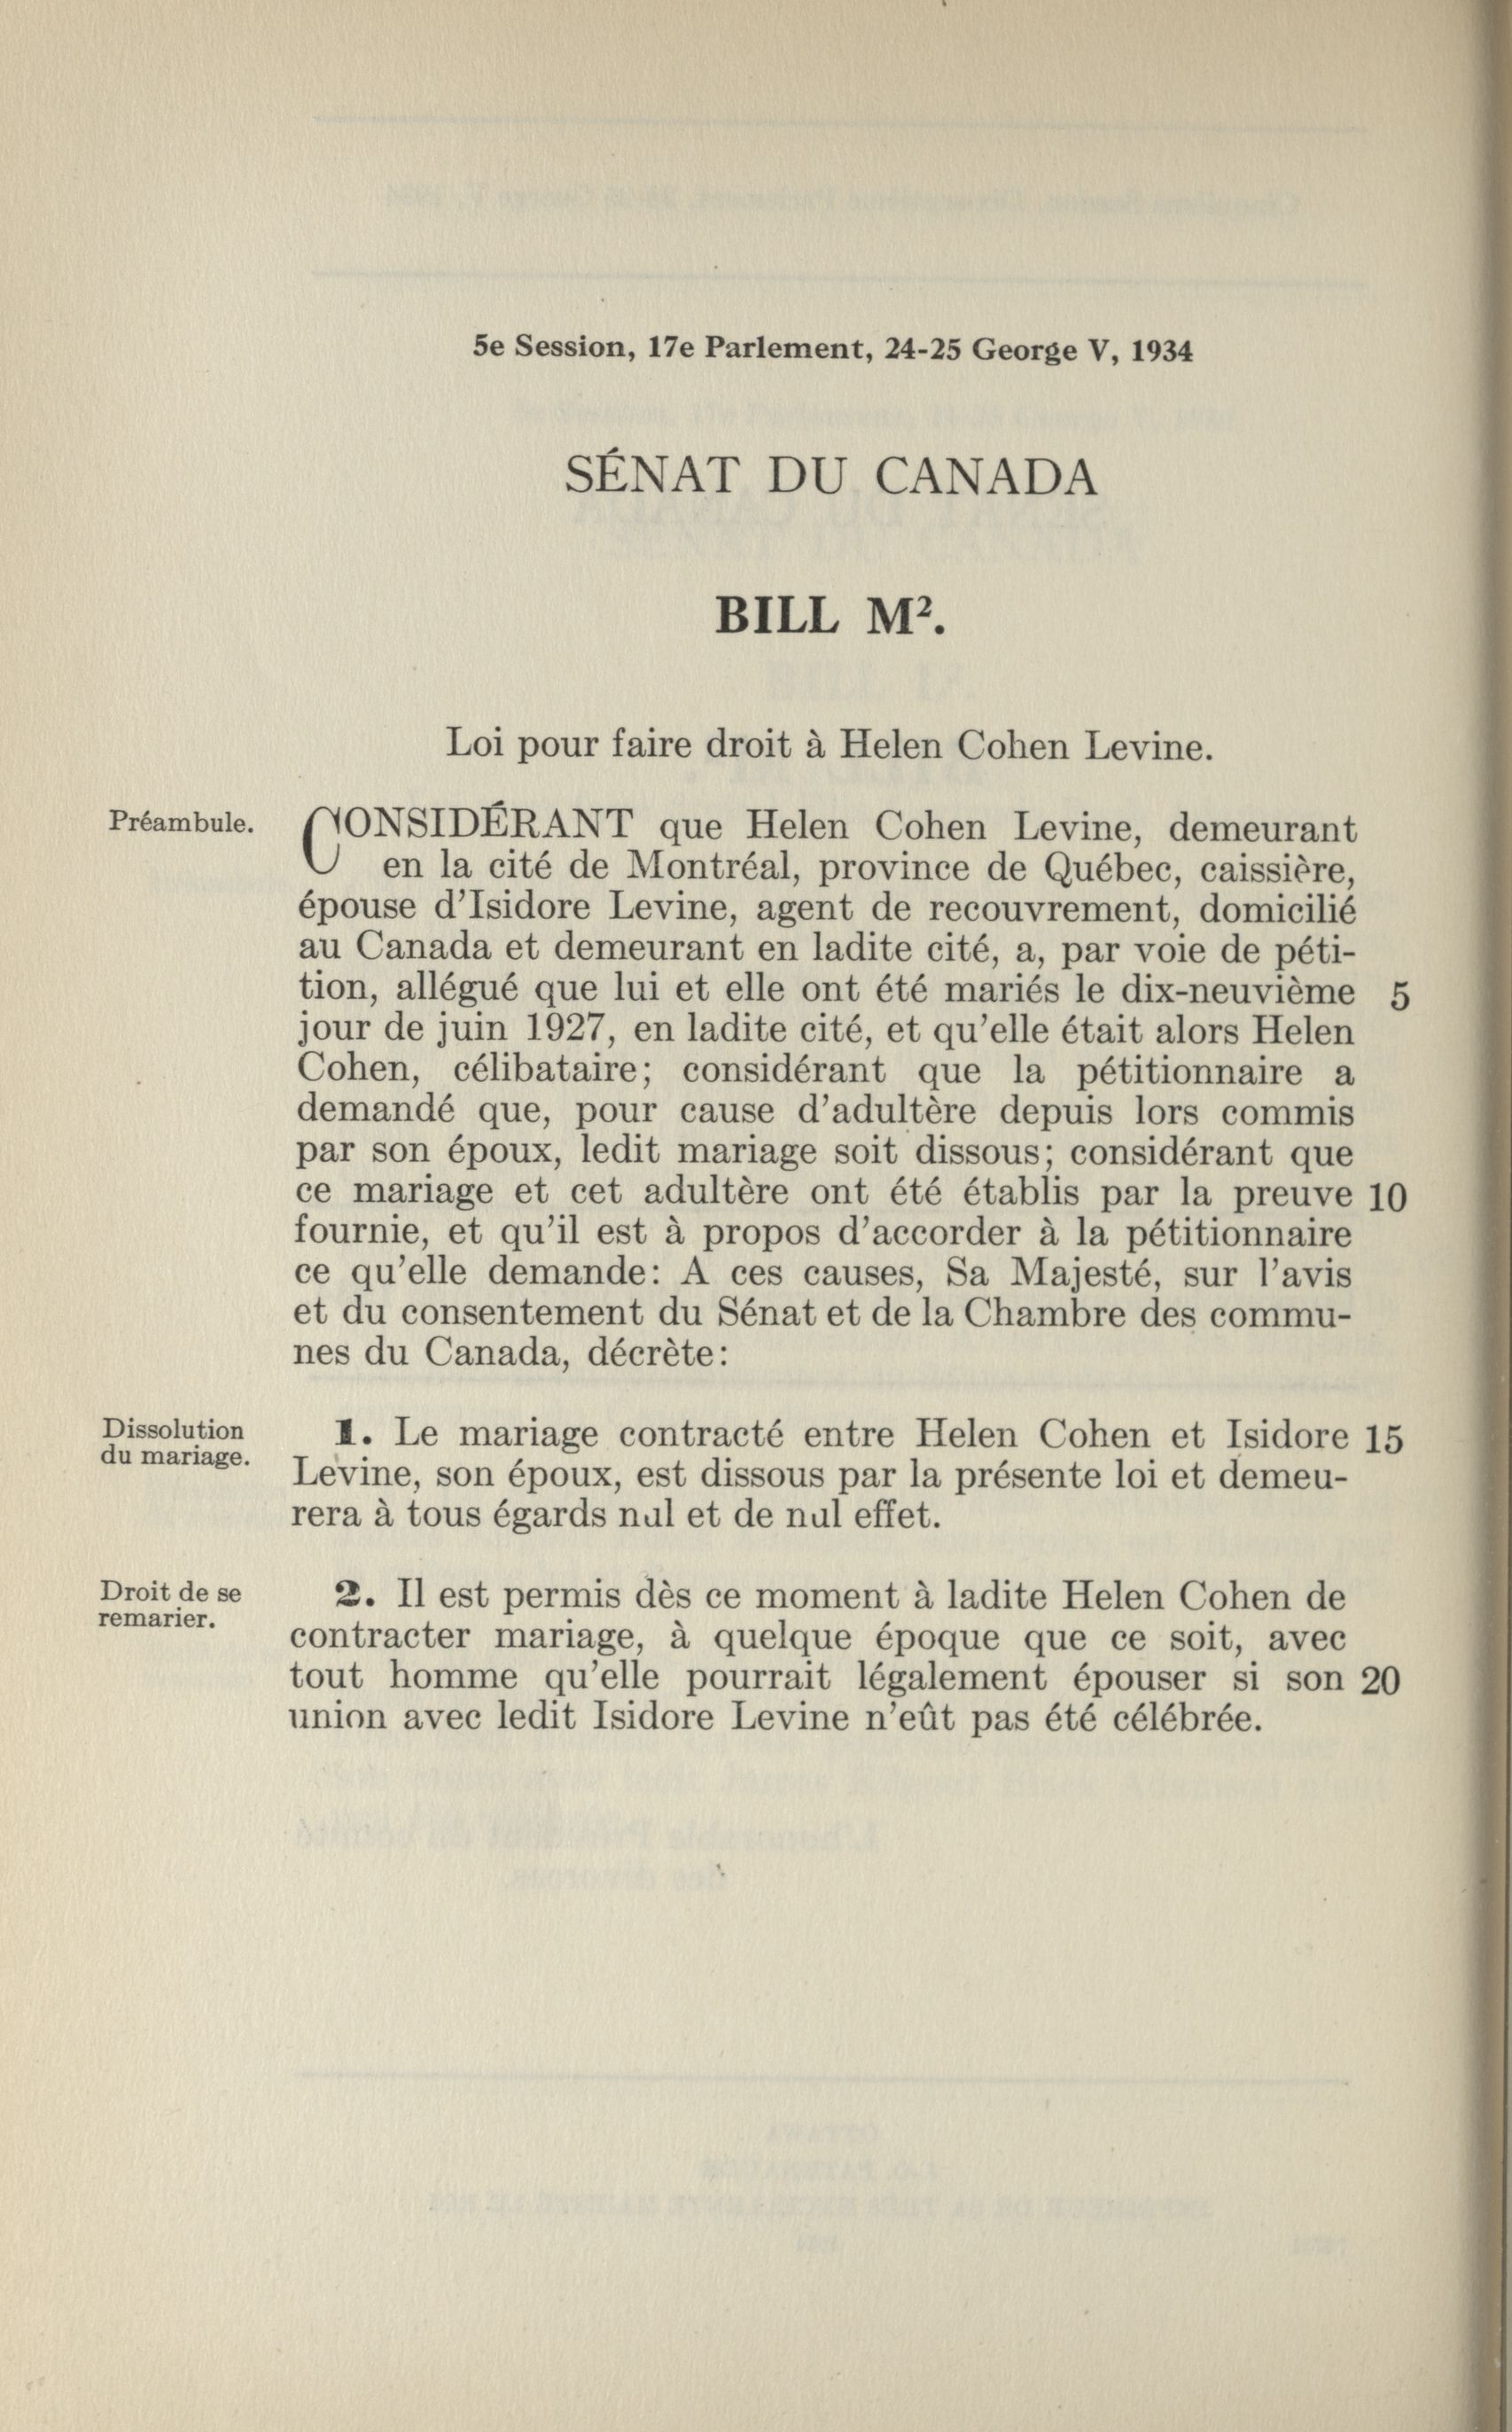 5e Session, 17e Parlement, 24-25 George V, 1934
SÉNAT DU CANADA
BILL M².
Loi pour faire droit à Helen Cohen Levine.
Préambule.
CONSIDÉRANT que Helen Cohen Levine, demeurant
en la cité de Montréal, province de Québec, caissière,
épouse d'Isidore Levine, agent de recouvrement, domicilié
au Canada et demeurant en ladite cité, a, par voie de péti-
tion, allégué que lui et elle ont été mariés le dix-neuvième 5
jour de juin 1927, en ladite cité, et qu'elle était alors Helen
Cohen, célibataire; considérant que la pétitionnaire a
demandé que, pour cause d'adultère depuis lors commis
par son époux, ledit mariage soit dissous; considérant que
ce mariage et cet adultère ont été établis par la preuve 10
fournie, et qu'il est à propos d'accorder à la pétitionnaire
ce qu'elle demande: A ces causes, Sa Majesté, sur l'avis
et du consentement du Sénat et de la Chambre des commu-
nes du Canada, décrète:
Dissolution
du mariage.
1. Le mariage contracté entre Helen Cohen et Isidore 15
Levine, son époux, est dissous par la présente loi et demeu-
rera à tous égards nul et de nul effet.
Droit de se
remarier.
2. Il est permis dès ce moment à ladite Helen Cohen de
contracter mariage, à quelque époque que ce soit, avec
tout homme qu'elle pourrait légalement épouser si son 20
union avec ledit Isidore Levine n'eût pas été célébrée.